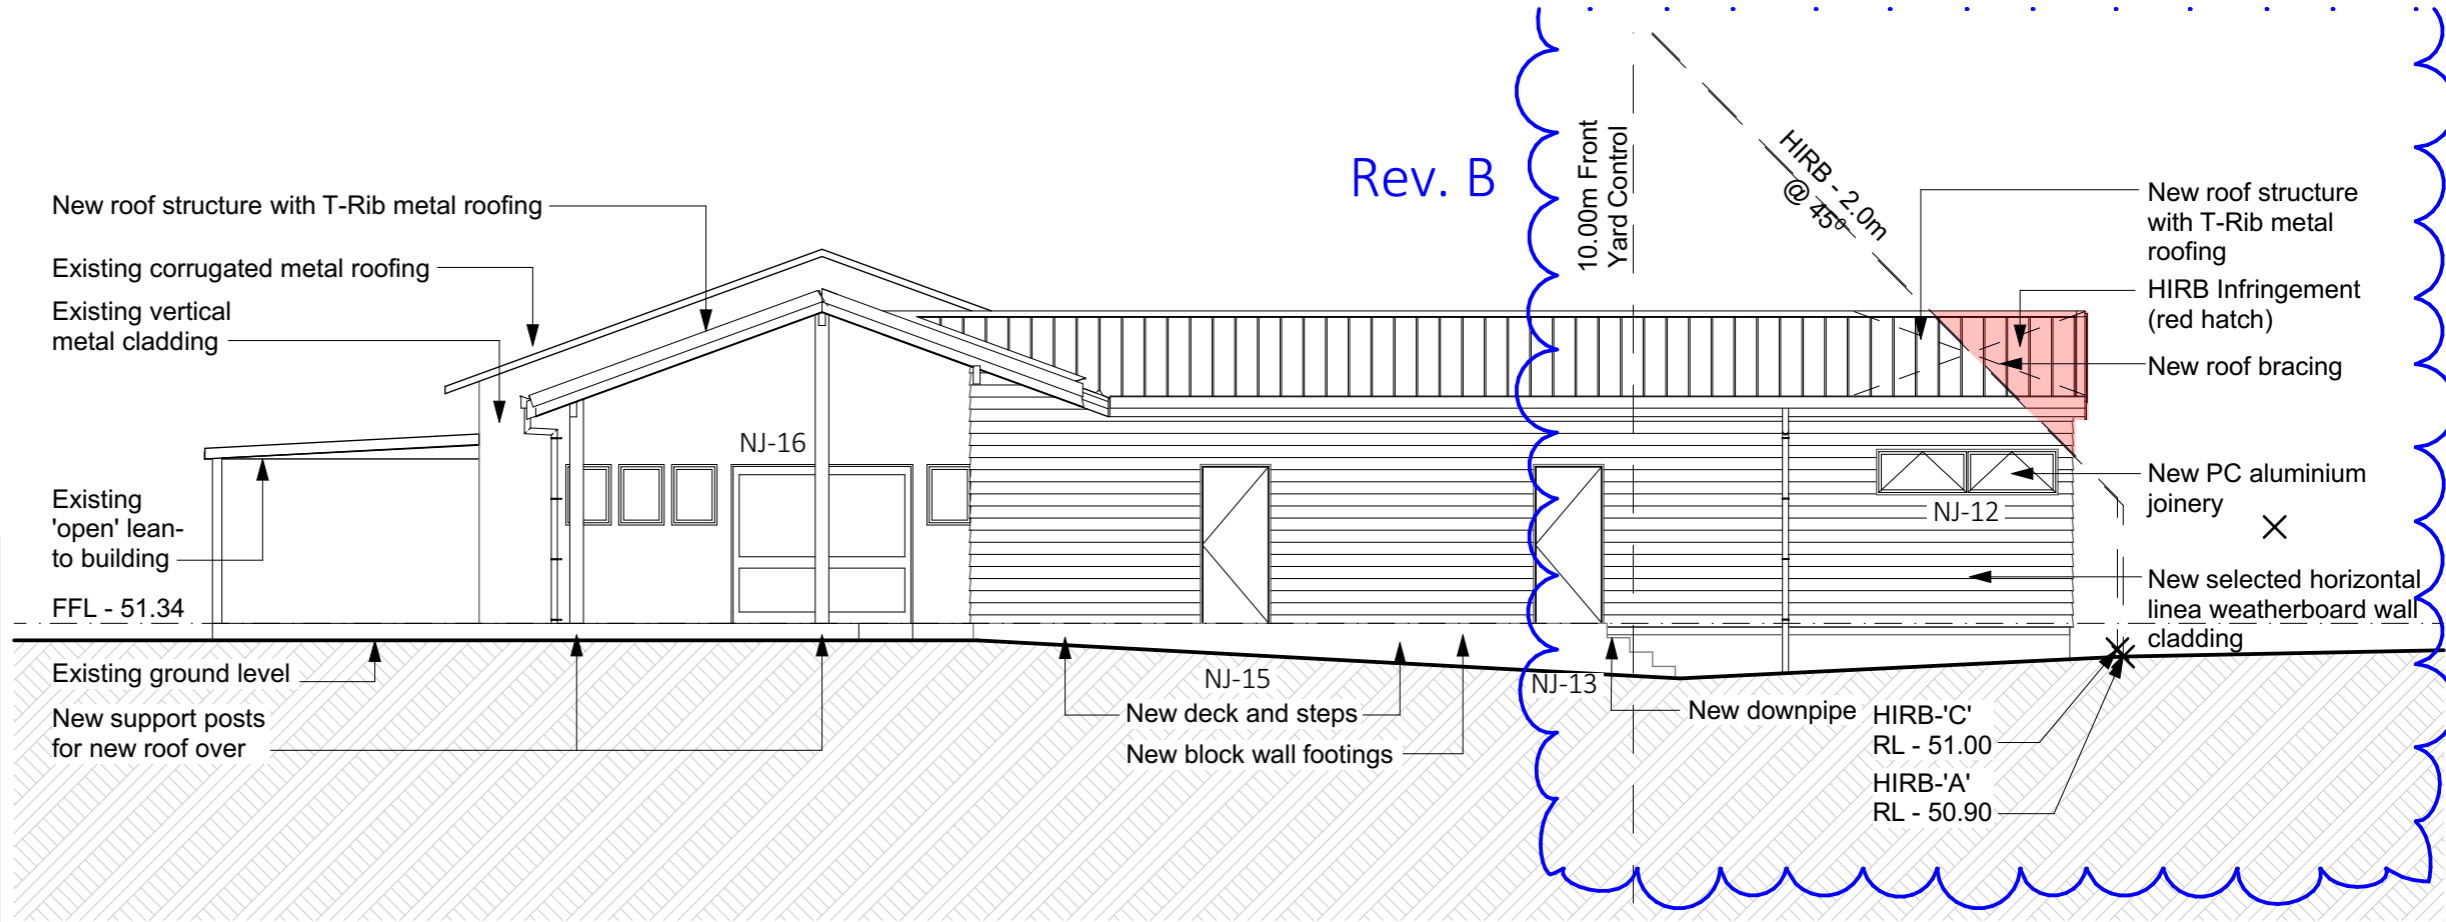 New roof structure with T-Rib metal roofing
Existing corrugated metal roofing
Existing vertical
metal cladding
Existing
'open' lean-
to building
FFL - 51.34
Existing ground level
New support posts
for new roof over
NJ-16
NJ-15
New deck and steps
New block wall footings
Rev. B
10.00m Front
Yard Control
HIRB - 2.0m
@ 45⁰
New roof structure
with T-Rib metal
roofing
HIRB Infringement
(red hatch)
New roof bracing
New PC aluminium
joinery
NJ-12
New selected horizontal
linea weatherboard wall
cladding
NJ-13
New downpipe
HIRB-'C'
RL - 51.00
HIRB-'A'
RL - 50.90